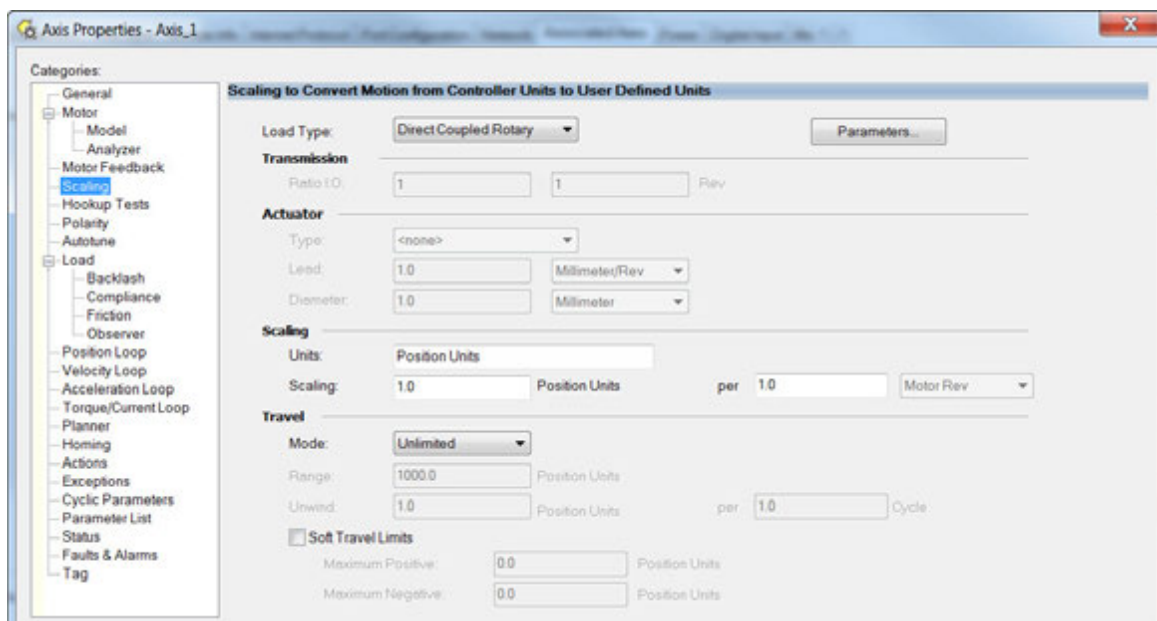 Axis Properties - Axis_1
X
Categories:
General
Motor
Model
Analyzer
Motor Feedback
Scaling
Hookup Tests
Polarity
Autotune
Load
Backlash
Compliance
Friction
Observer
Position Loop
Velocity Loop
Acceleration Loop
Torque/Current Loop
Planner
Homing
Actions
Exceptions
Cyclic Parameters
Parameter List
Status
Faults & Alarms
Tag
Scaling to Convert Motion from Controller Units to User Defined Units
Load Type: Direct Coupled Rotary Parameters...
Transmission
Ratio I:O: 1 1 Rev
Actuator
Type: <none>
Lead: 1.0 Millimeter/Rev
Diameter: 1.0 Millimeter
Scaling
Units: Position Units
Scaling: 1.0 Position Units per 1.0 Motor Rev
Travel
Mode: Unlimited
Range: 1000.0 Position Units
Unwind: 1.0 Position Units per 1.0 Cycle
Soft Travel Limits
Maximum Positive: 0.0 Position Units
Maximum Negative: 0.0 Position Units